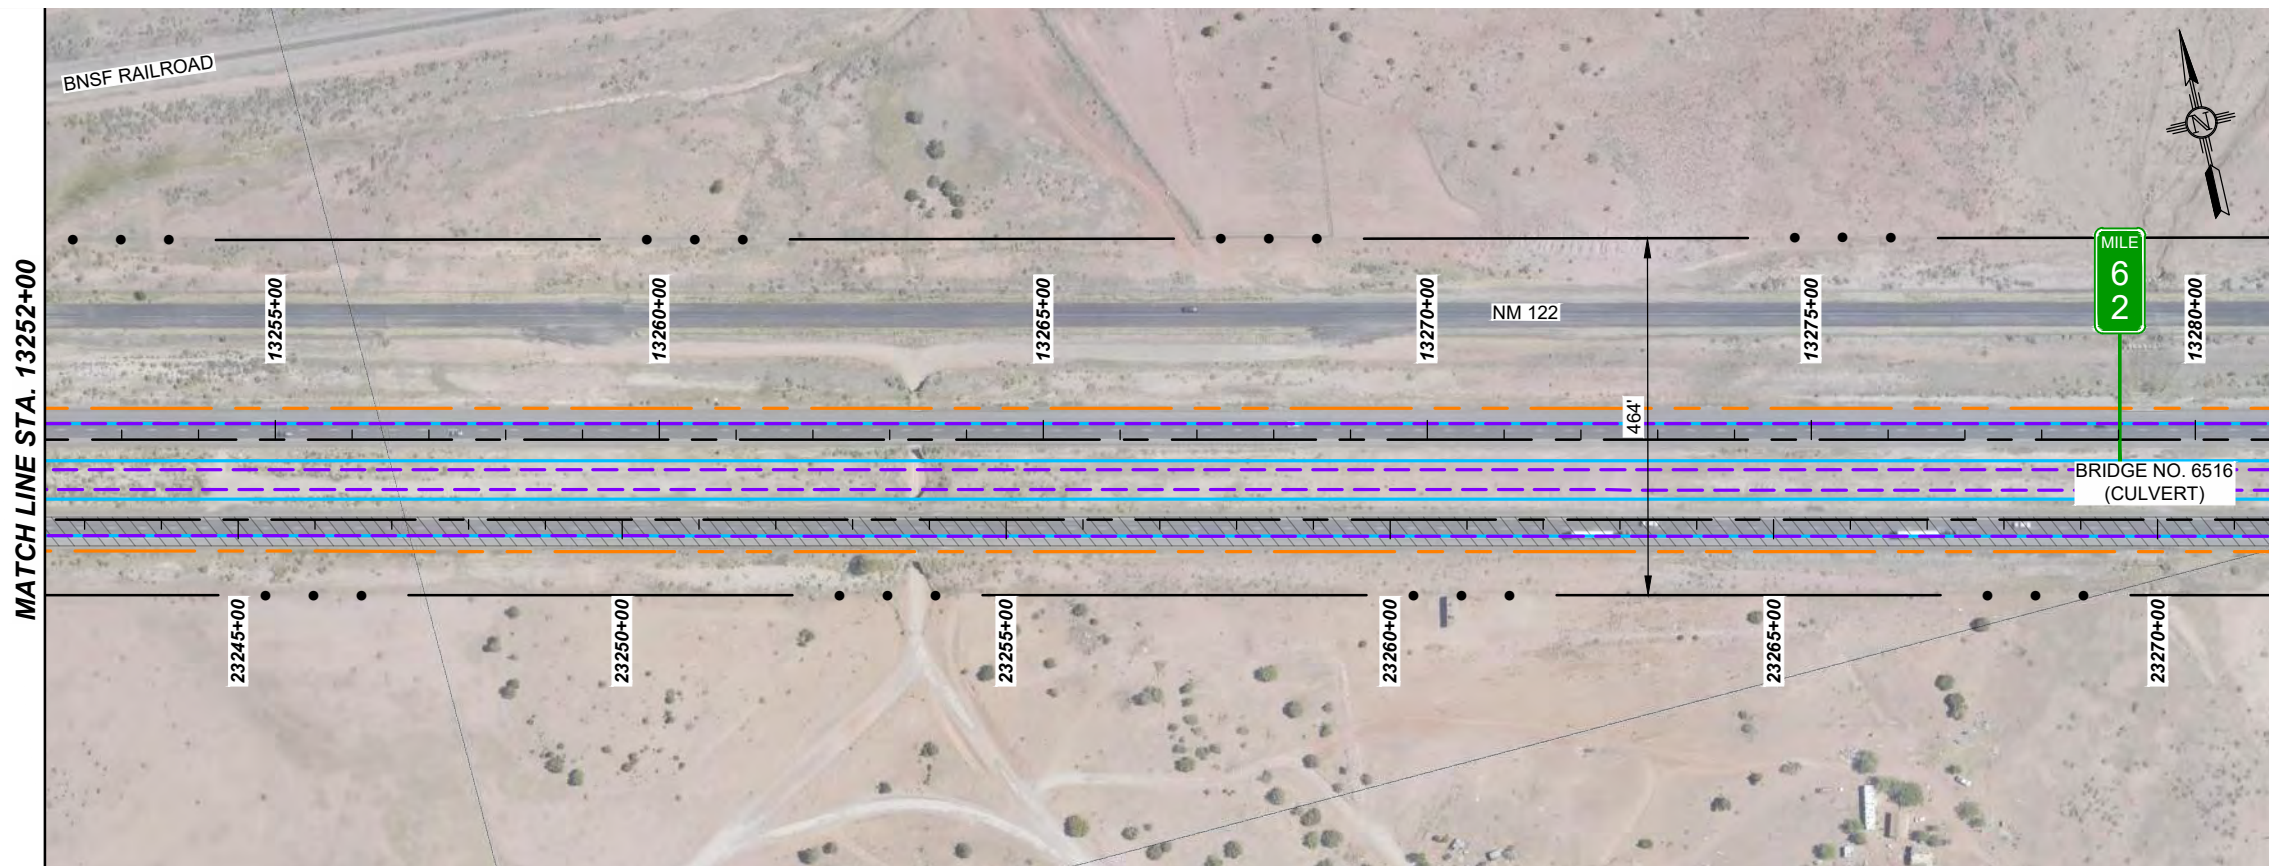 MATCH LINE STA. 13252+00
BNSF RAILROAD
N
MILE
6
2
13255+00
13260+00
13265+00
13270+00
13275+00
13280+00
NM 122
464'
BRIDGE NO. 6516
(CULVERT)
23245+00
23250+00
23255+00
23260+00
23265+00
23270+00